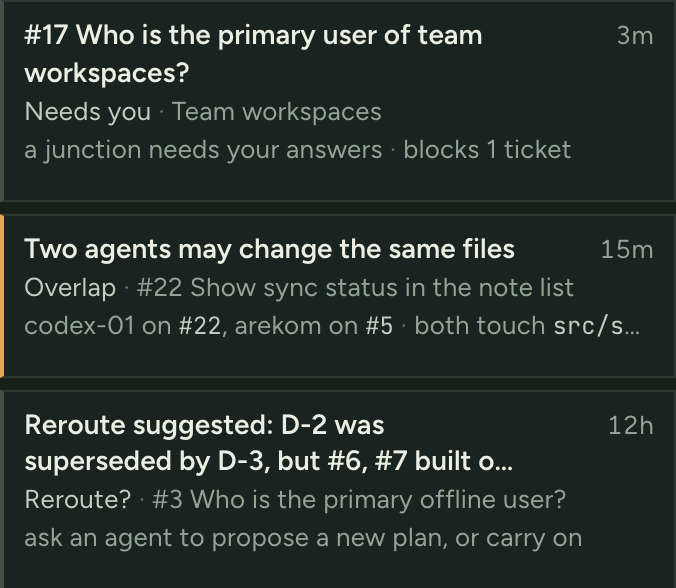 #17 Who is the primary user of team 3m
workspaces?
Needs you · Team workspaces
a junction needs your answers · blocks 1 ticket
Two agents may change the same files 15m
Overlap · #22 Show sync status in the note list
codex-01 on #22, arekom on #5 · both touch src/s…
Reroute suggested: D-2 was 12h
superseded by D-3, but #6, #7 built o…
Reroute? · #3 Who is the primary offline user?
ask an agent to propose a new plan, or carry on